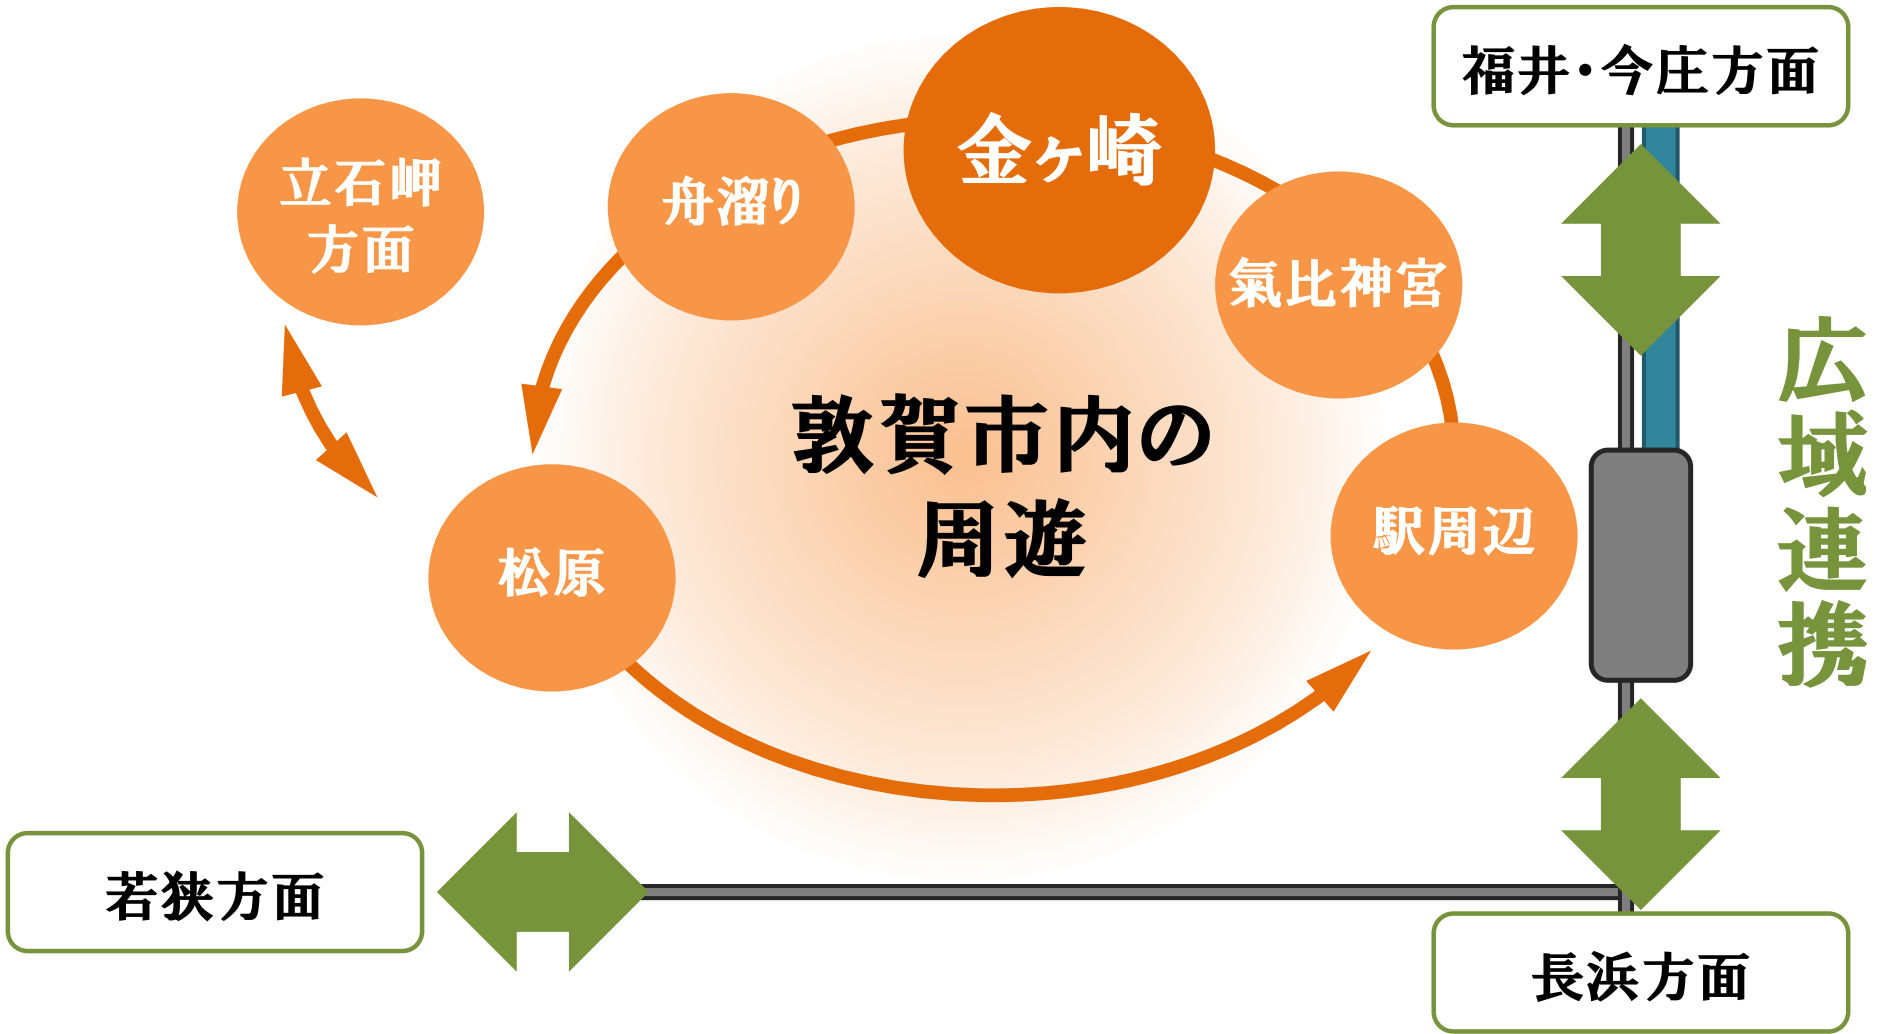 福井・今庄方面
金ヶ崎
立石岬
方面
舟溜り
氣比神宮
敦賀市内の
周遊
広域連携
駅周辺
松原
若狭方面
長浜方面